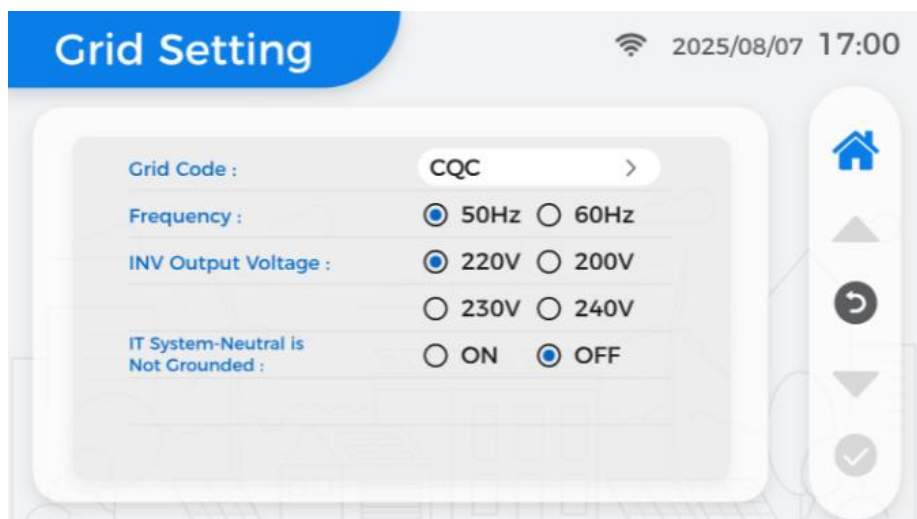 Grid Setting
2025/08/07 17:00
Grid Code : CQC >
Frequency : 50Hz 60Hz
INV Output Voltage : 220V 200V
230V 240V
IT System-Neutral is
Not Grounded : ON OFF